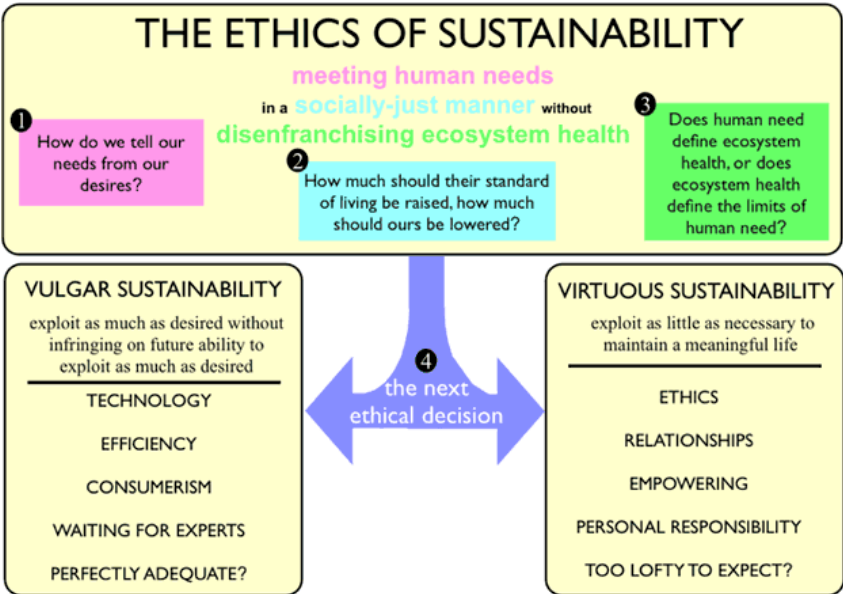 THE ETHICS OF SUSTAINABILITY
meeting human needs
in a socially-just manner without
disenfranchising ecosystem health
1
How do we tell our
needs from our
desires?
2
How much should their standard
of living be raised, how much
should ours be lowered?
3
Does human need
define ecosystem
health, or does
ecosystem health
define the limits of
human need?
VULGAR SUSTAINABILITY
exploit as much as desired without
infringing on future ability to
exploit as much as desired
TECHNOLOGY
EFFICIENCY
CONSUMERISM
WAITING FOR EXPERTS
PERFECTLY ADEQUATE?
4
the next
ethical decision
VIRTUOUS SUSTAINABILITY
exploit as little as necessary to
maintain a meaningful life
ETHICS
RELATIONSHIPS
EMPOWERING
PERSONAL RESPONSIBILITY
TOO LOFTY TO EXPECT?